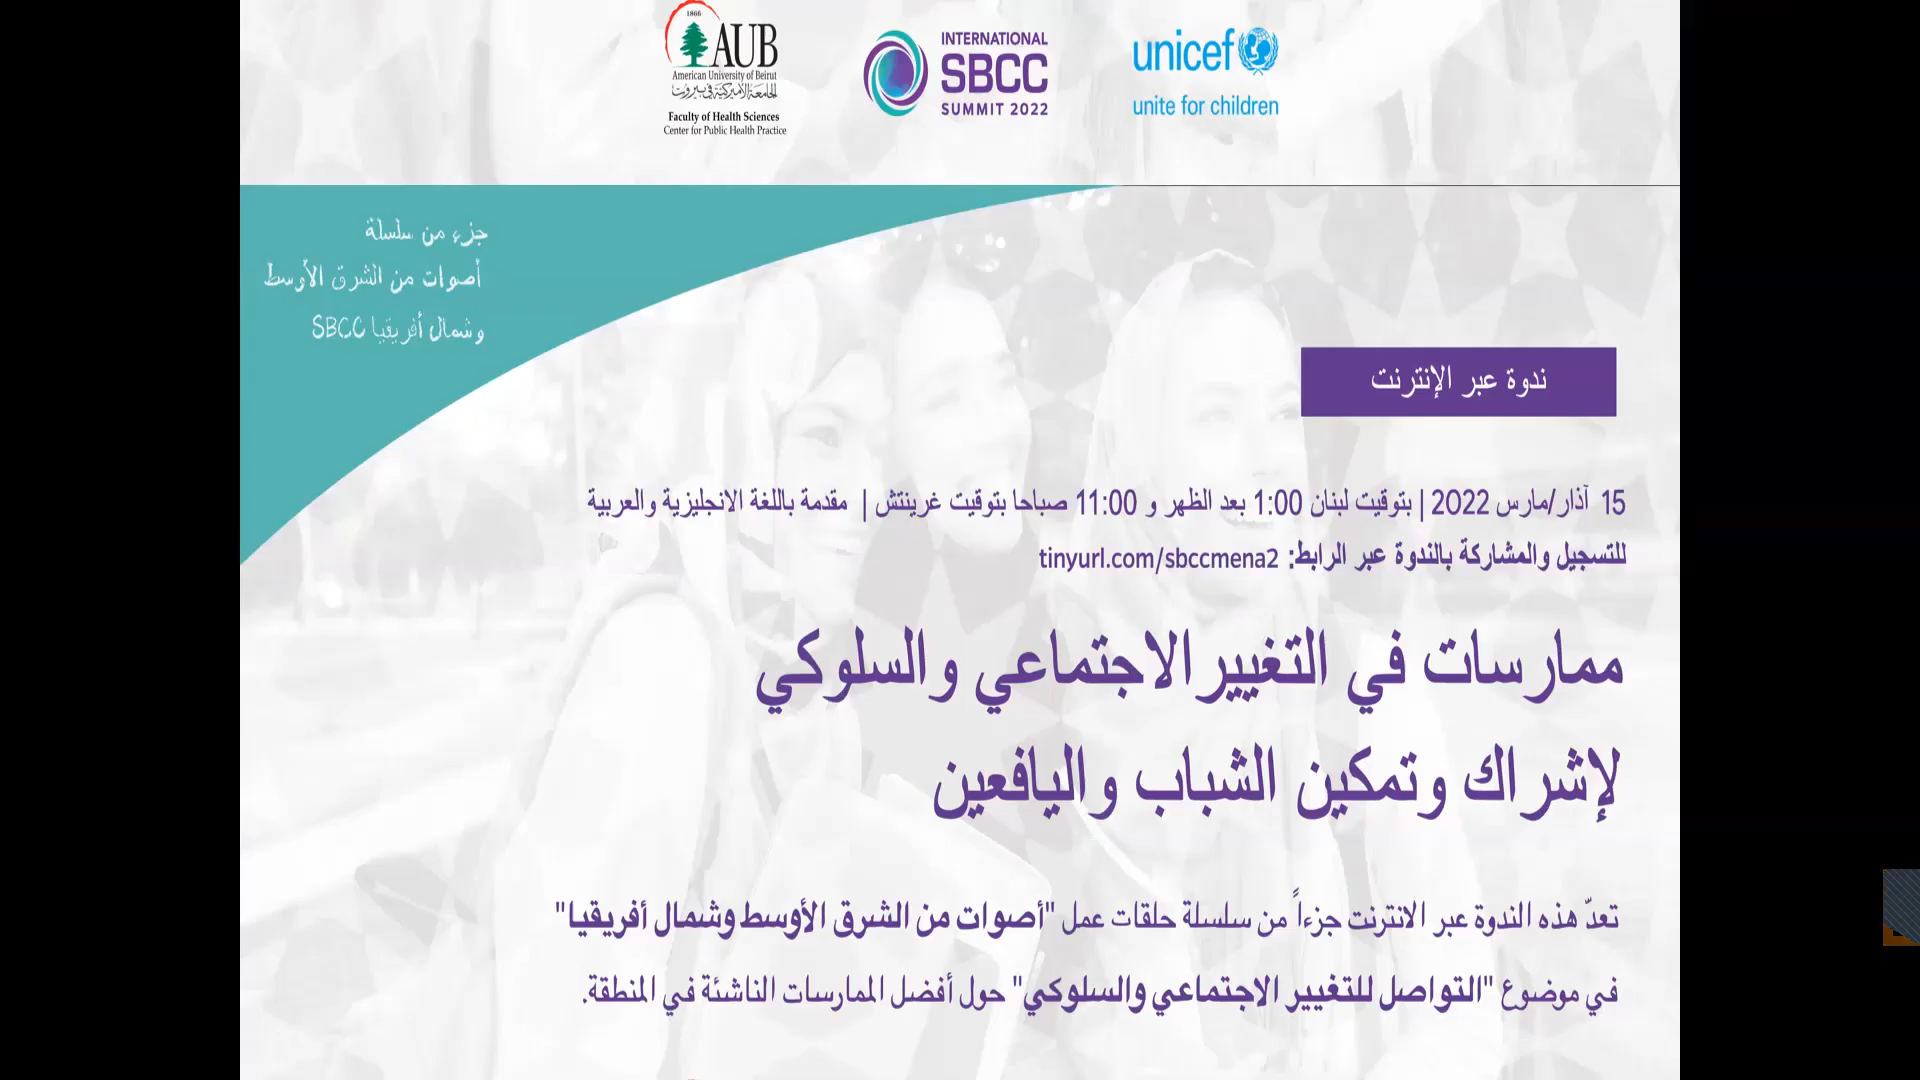 1866
AUB
American University of Beirut
الجامعة الأميركية في بيروت
Faculty of Health Sciences
Center for Public Health Practice
INTERNATIONAL
SBCC
SUMMIT 2022
unicef
unite for children
جزء من سلسلة
أصوات من الشرق الأوسط
وشمال أفريقيا SBCC
ندوة عبر الإنترنت
15 آذار/مارس 2022 | بتوقيت لبنان 1:00 بعد الظهر و 11:00 صباحا بتوقيت غرينتش | مقدمة باللغة الانجليزية والعربية
للتسجيل والمشاركة بالندوة عبر الرابط: tinyurl.com/sbccmena2
ممارسات في التغيير الاجتماعي والسلوكي
لإشراك وتمكين الشباب واليافعين
تعدّ هذه الندوة عبر الانترنت جزءاً من سلسلة حلقات عمل "أصوات من الشرق الأوسط وشمال أفريقيا"
في موضوع "التواصل للتغيير الاجتماعي والسلوكي" حول أفضل الممارسات الناشئة في المنطقة.